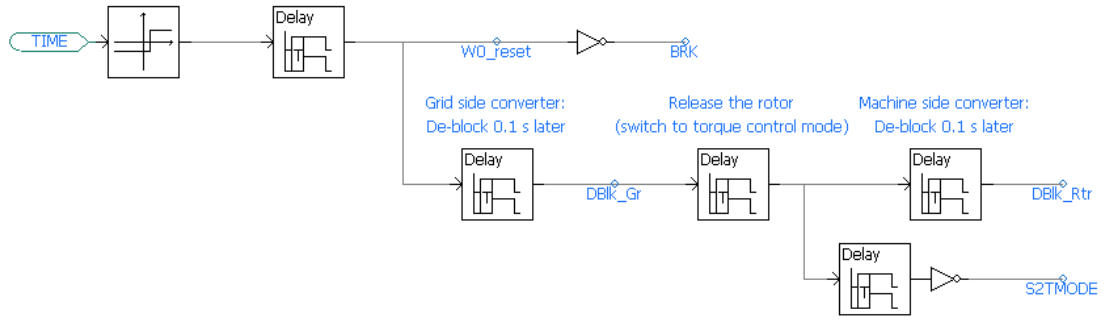 TIME
Delay
W0_reset
BRK
Grid side converter:
De-block 0.1 s later
Release the rotor
(switch to torque control mode)
Machine side converter:
De-block 0.1 s later
Delay
T
DBlk_Gr
Delay
T
Delay
T
DBlk_Rtr
Delay
T
S2TMODE